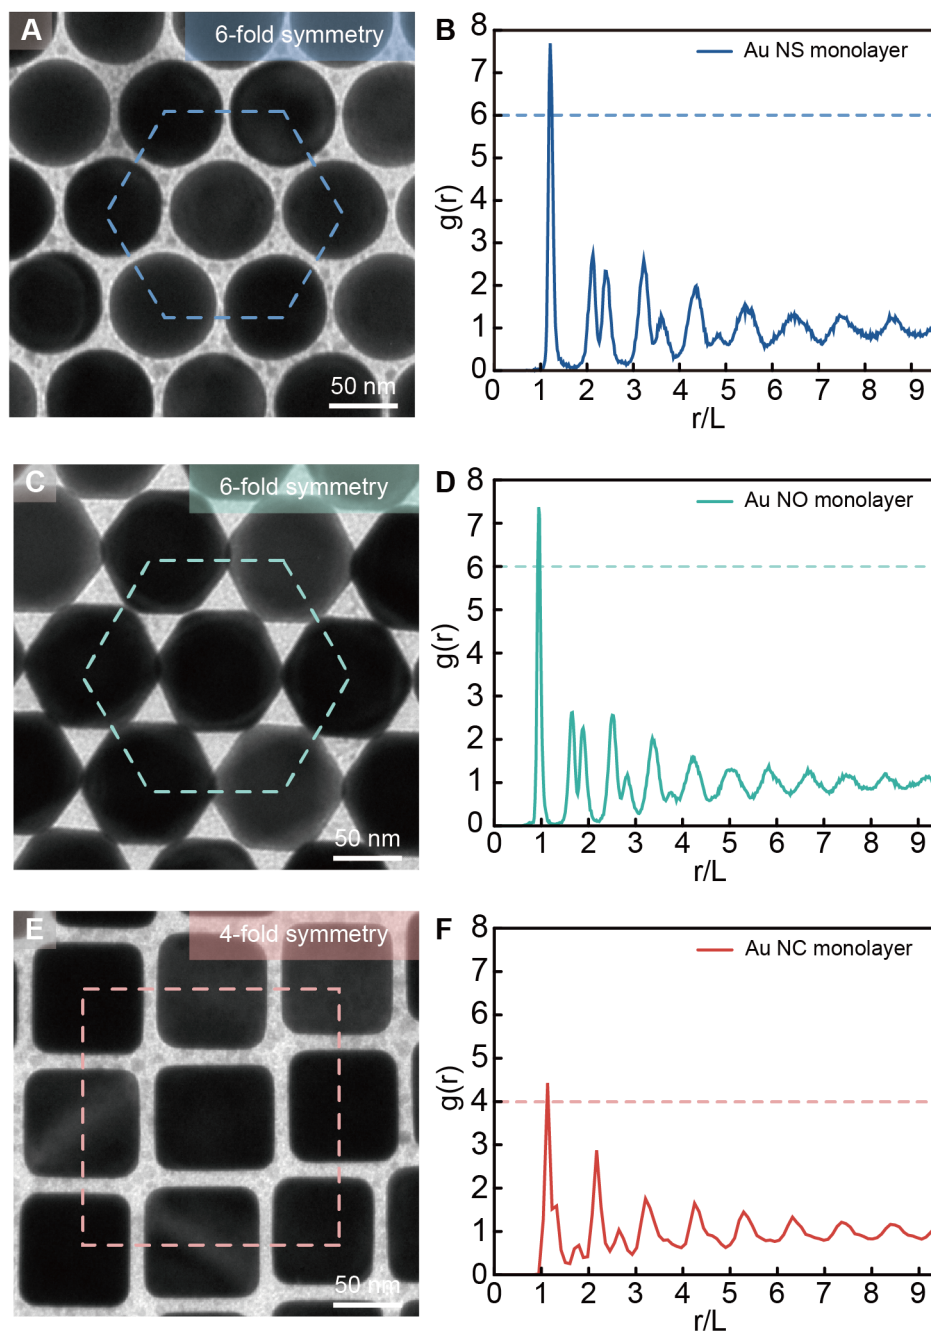 A
6-fold symmetry
50 nm
B
Au NS monolayer
g(r)
8
7
6
5
4
3
2
1
0
0 1 2 3 4 5 6 7 8 9
r/L
C
6-fold symmetry
50 nm
D
Au NO monolayer
g(r)
8
7
6
5
4
3
2
1
0
0 1 2 3 4 5 6 7 8 9
r/L
E
4-fold symmetry
50 nm
F
Au NC monolayer
g(r)
8
7
6
5
4
3
2
1
0
0 1 2 3 4 5 6 7 8 9
r/L